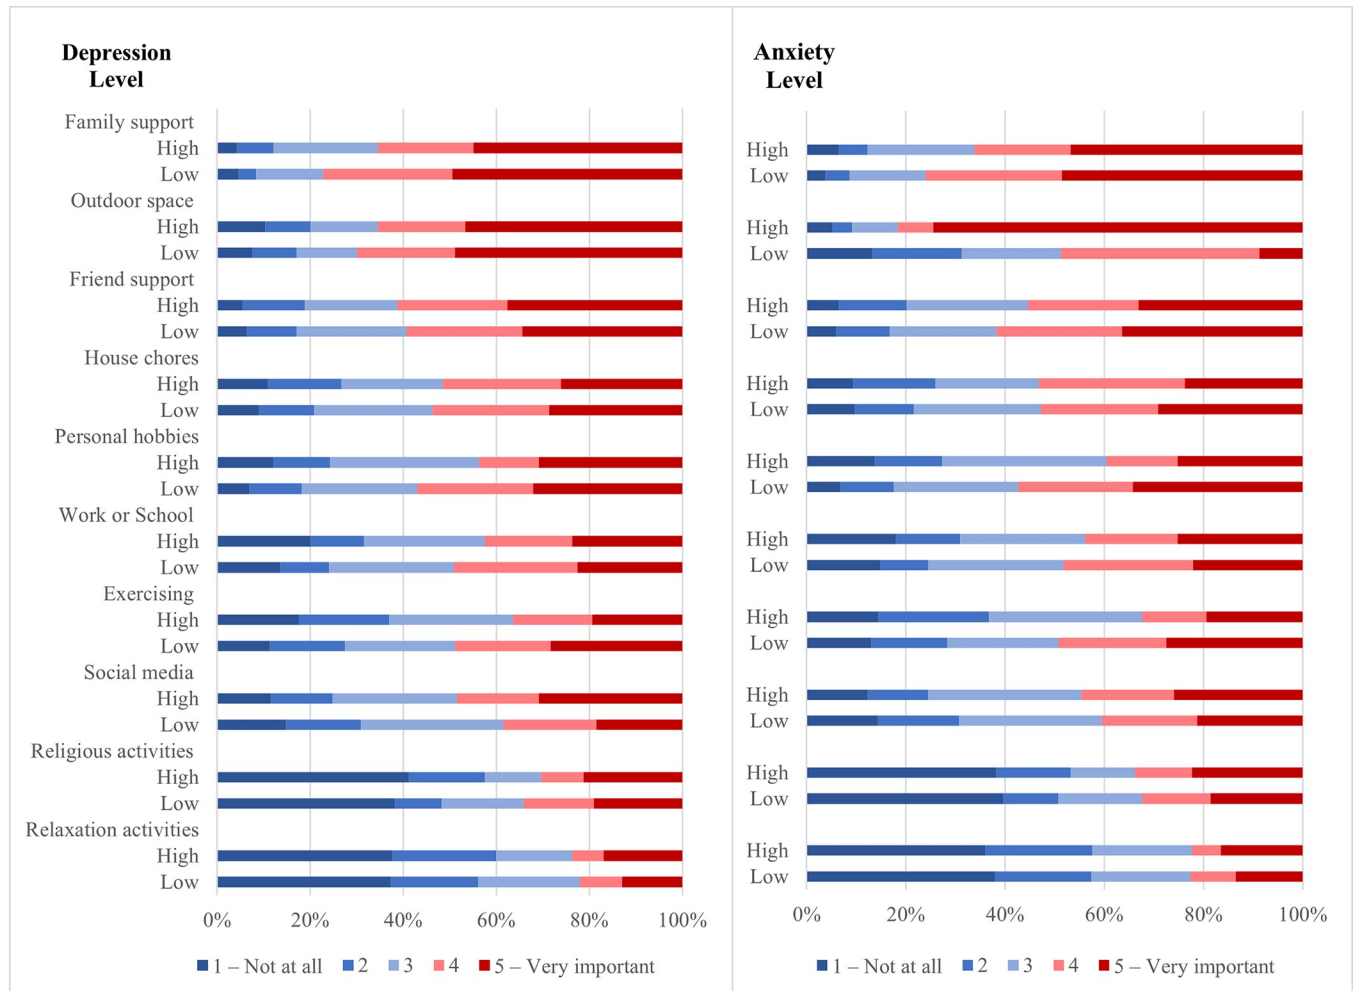 Depression
Level
Family support
High
Low
Outdoor space
High
Low
Friend support
High
Low
House chores
High
Low
Personal hobbies
High
Low
Work or School
High
Low
Exercising
High
Low
Social media
High
Low
Religious activities
High
Low
Relaxation activities
High
Low
0% 20% 40% 60% 80% 100%
1 – Not at all 2 3 4 5 – Very important
Anxiety
Level
High
Low
High
Low
High
Low
High
Low
High
Low
High
Low
High
Low
High
Low
High
Low
High
Low
0% 20% 40% 60% 80% 100%
1 – Not at all 2 3 4 5 – Very important